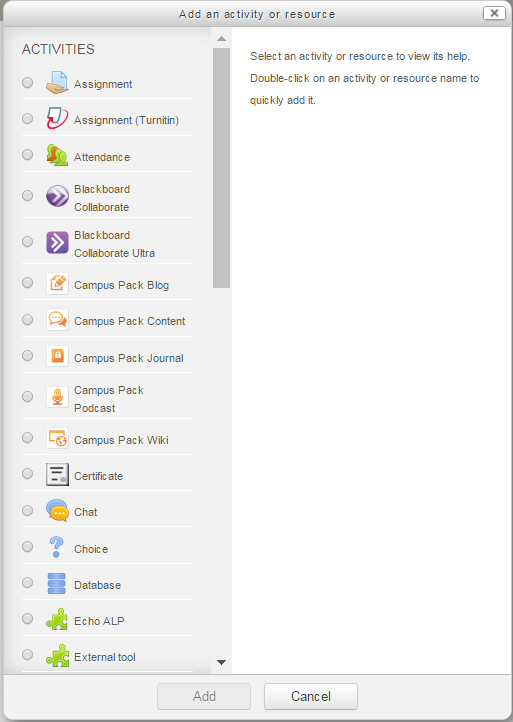 Add an activity or resource
ACTIVITIES
Assignment
Assignment (Turnitin)
Attendance
Blackboard
Collaborate
Blackboard
Collaborate Ultra
Campus Pack Blog
Campus Pack Content
Campus Pack Journal
Campus Pack
Podcast
Campus Pack Wiki
Certificate
Chat
Choice
Database
Echo ALP
External tool
Select an activity or resource to view its help.
Double-click on an activity or resource name to
quickly add it.
Add
Cancel